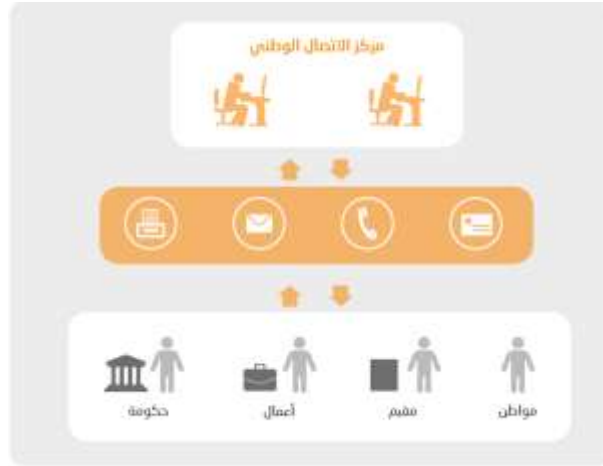 مركز الاتصال الوطني
مواطن
مقيم
أعمال
حكومة